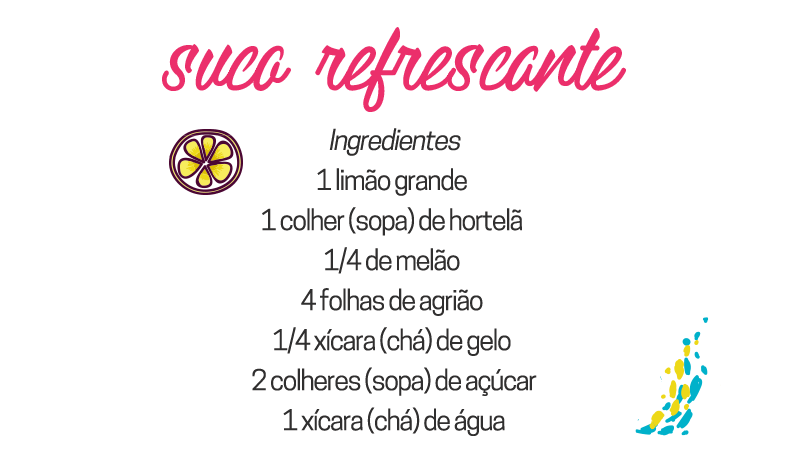 suco refrescante
Ingredientes
1 limão grande
1 colher (sopa) de hortelã
1/4 de melão
4 folhas de agrião
1/4 xícara (chá) de gelo
2 colheres (sopa) de açúcar
1 xícara (chá) de água